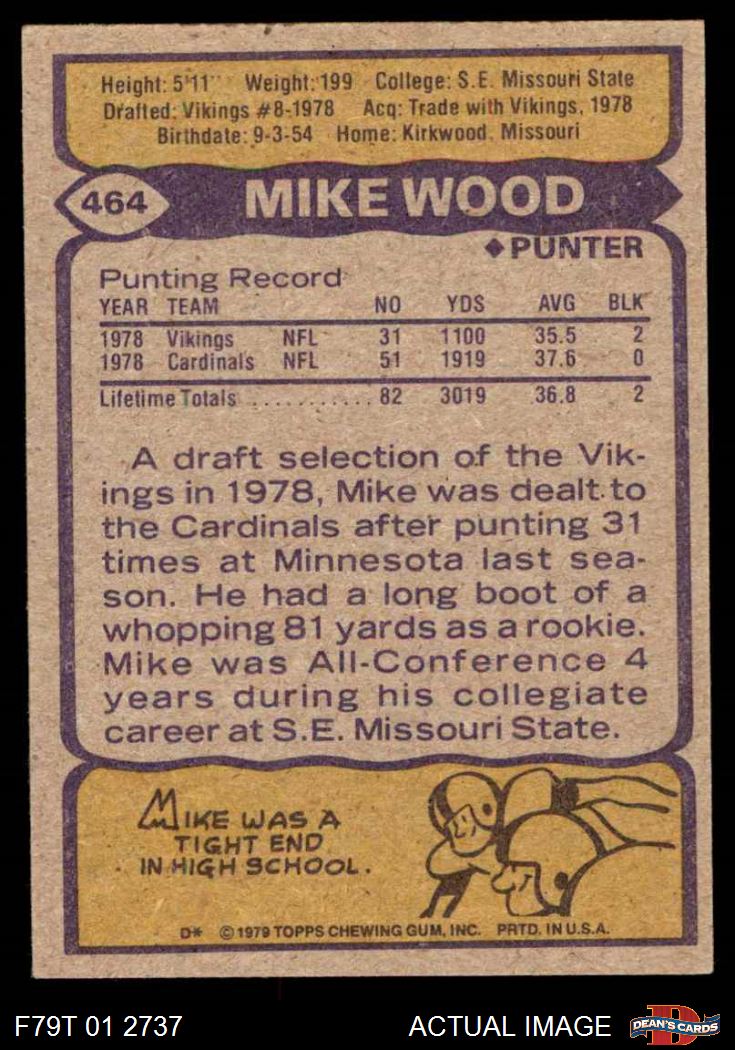 Height: 5'11" Weight: 199 College: S.E. Missouri State
Drafted: Vikings #8-1978 Acq: Trade with Vikings, 1978
Birthdate: 9-3-54 Home: Kirkwood, Missouri
464 MIKE WOOD
◆PUNTER
Punting Record
YEAR TEAM NO YDS AVG BLK
1978 Vikings NFL 31 1100 35.5 2
1978 Cardinals NFL 51 1919 37.6 0
Lifetime Totals ........... 82 3019 36.8 2
A draft selection of the Vik-
ings in 1978, Mike was dealt to
the Cardinals after punting 31
times at Minnesota last sea-
son. He had a long boot of a
whopping 81 yards as a rookie.
Mike was All-Conference 4
years during his collegiate
career at S.E. Missouri State.
MIKE WAS A
TIGHT END
IN HIGH SCHOOL.
D* ©1979 TOPPS CHEWING GUM, INC. PRTD. IN U.S.A.
F79T 01 2737 ACTUAL IMAGE D DEAN'S CARDS